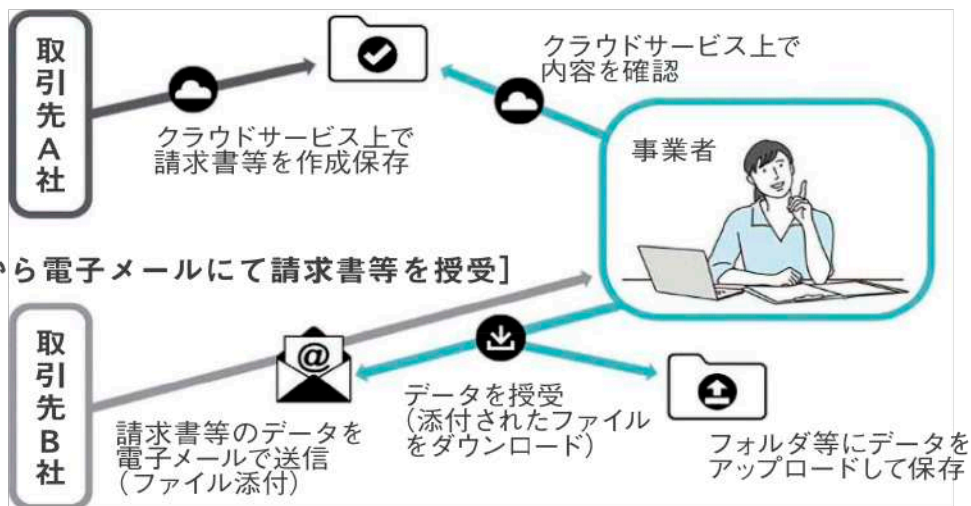 取引先A社
クラウドサービス上で
請求書等を作成保存
クラウドサービス上で
内容を確認
事業者
から電子メールにて請求書等を授受]
取引先B社
@
請求書等のデータを
電子メールで送信
（ファイル添付）
データを授受
（添付されたファイル
をダウンロード）
フォルダ等にデータを
アップロードして保存